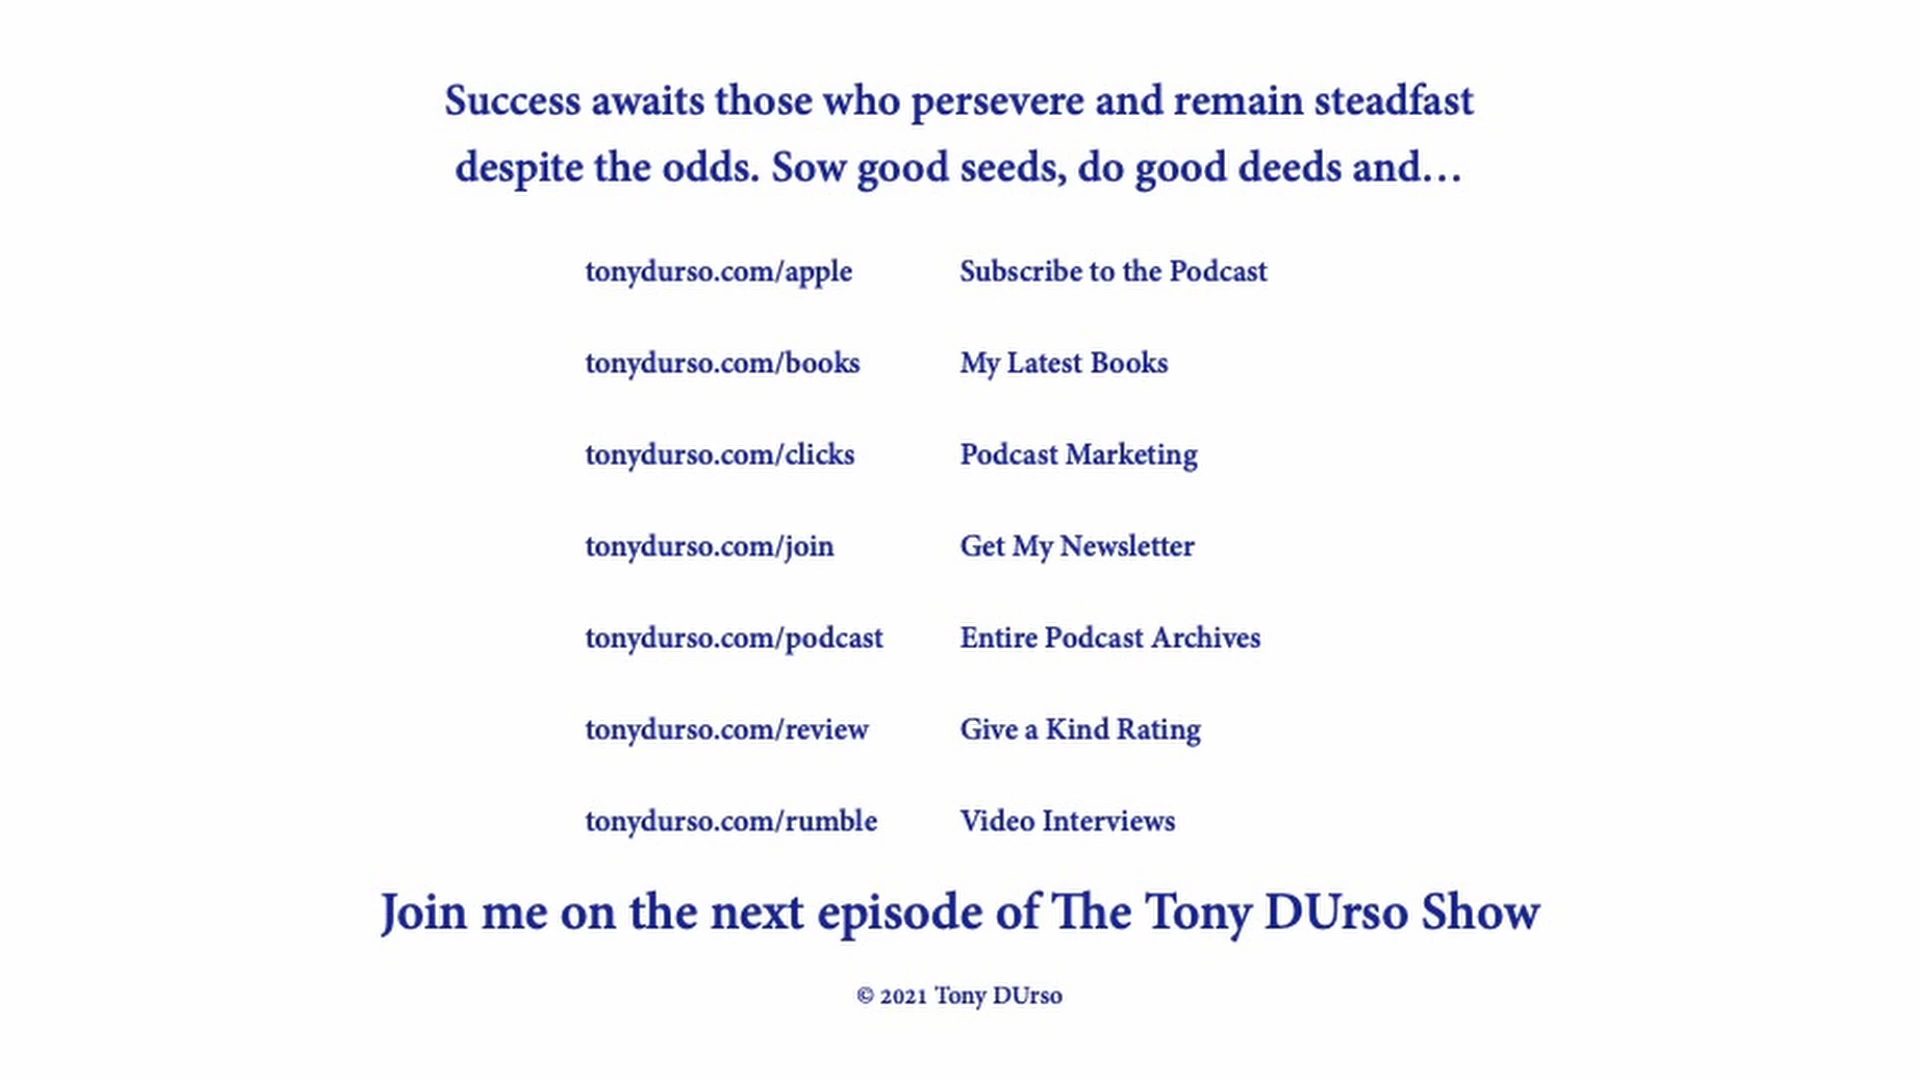 Success awaits those who persevere and remain steadfast
despite the odds. Sow good seeds, do good deeds and…
tonydurso.com/apple Subscribe to the Podcast
tonydurso.com/books My Latest Books
tonydurso.com/clicks Podcast Marketing
tonydurso.com/join Get My Newsletter
tonydurso.com/podcast Entire Podcast Archives
tonydurso.com/review Give a Kind Rating
tonydurso.com/rumble Video Interviews
Join me on the next episode of The Tony DUrso Show
© 2021 Tony DUrso